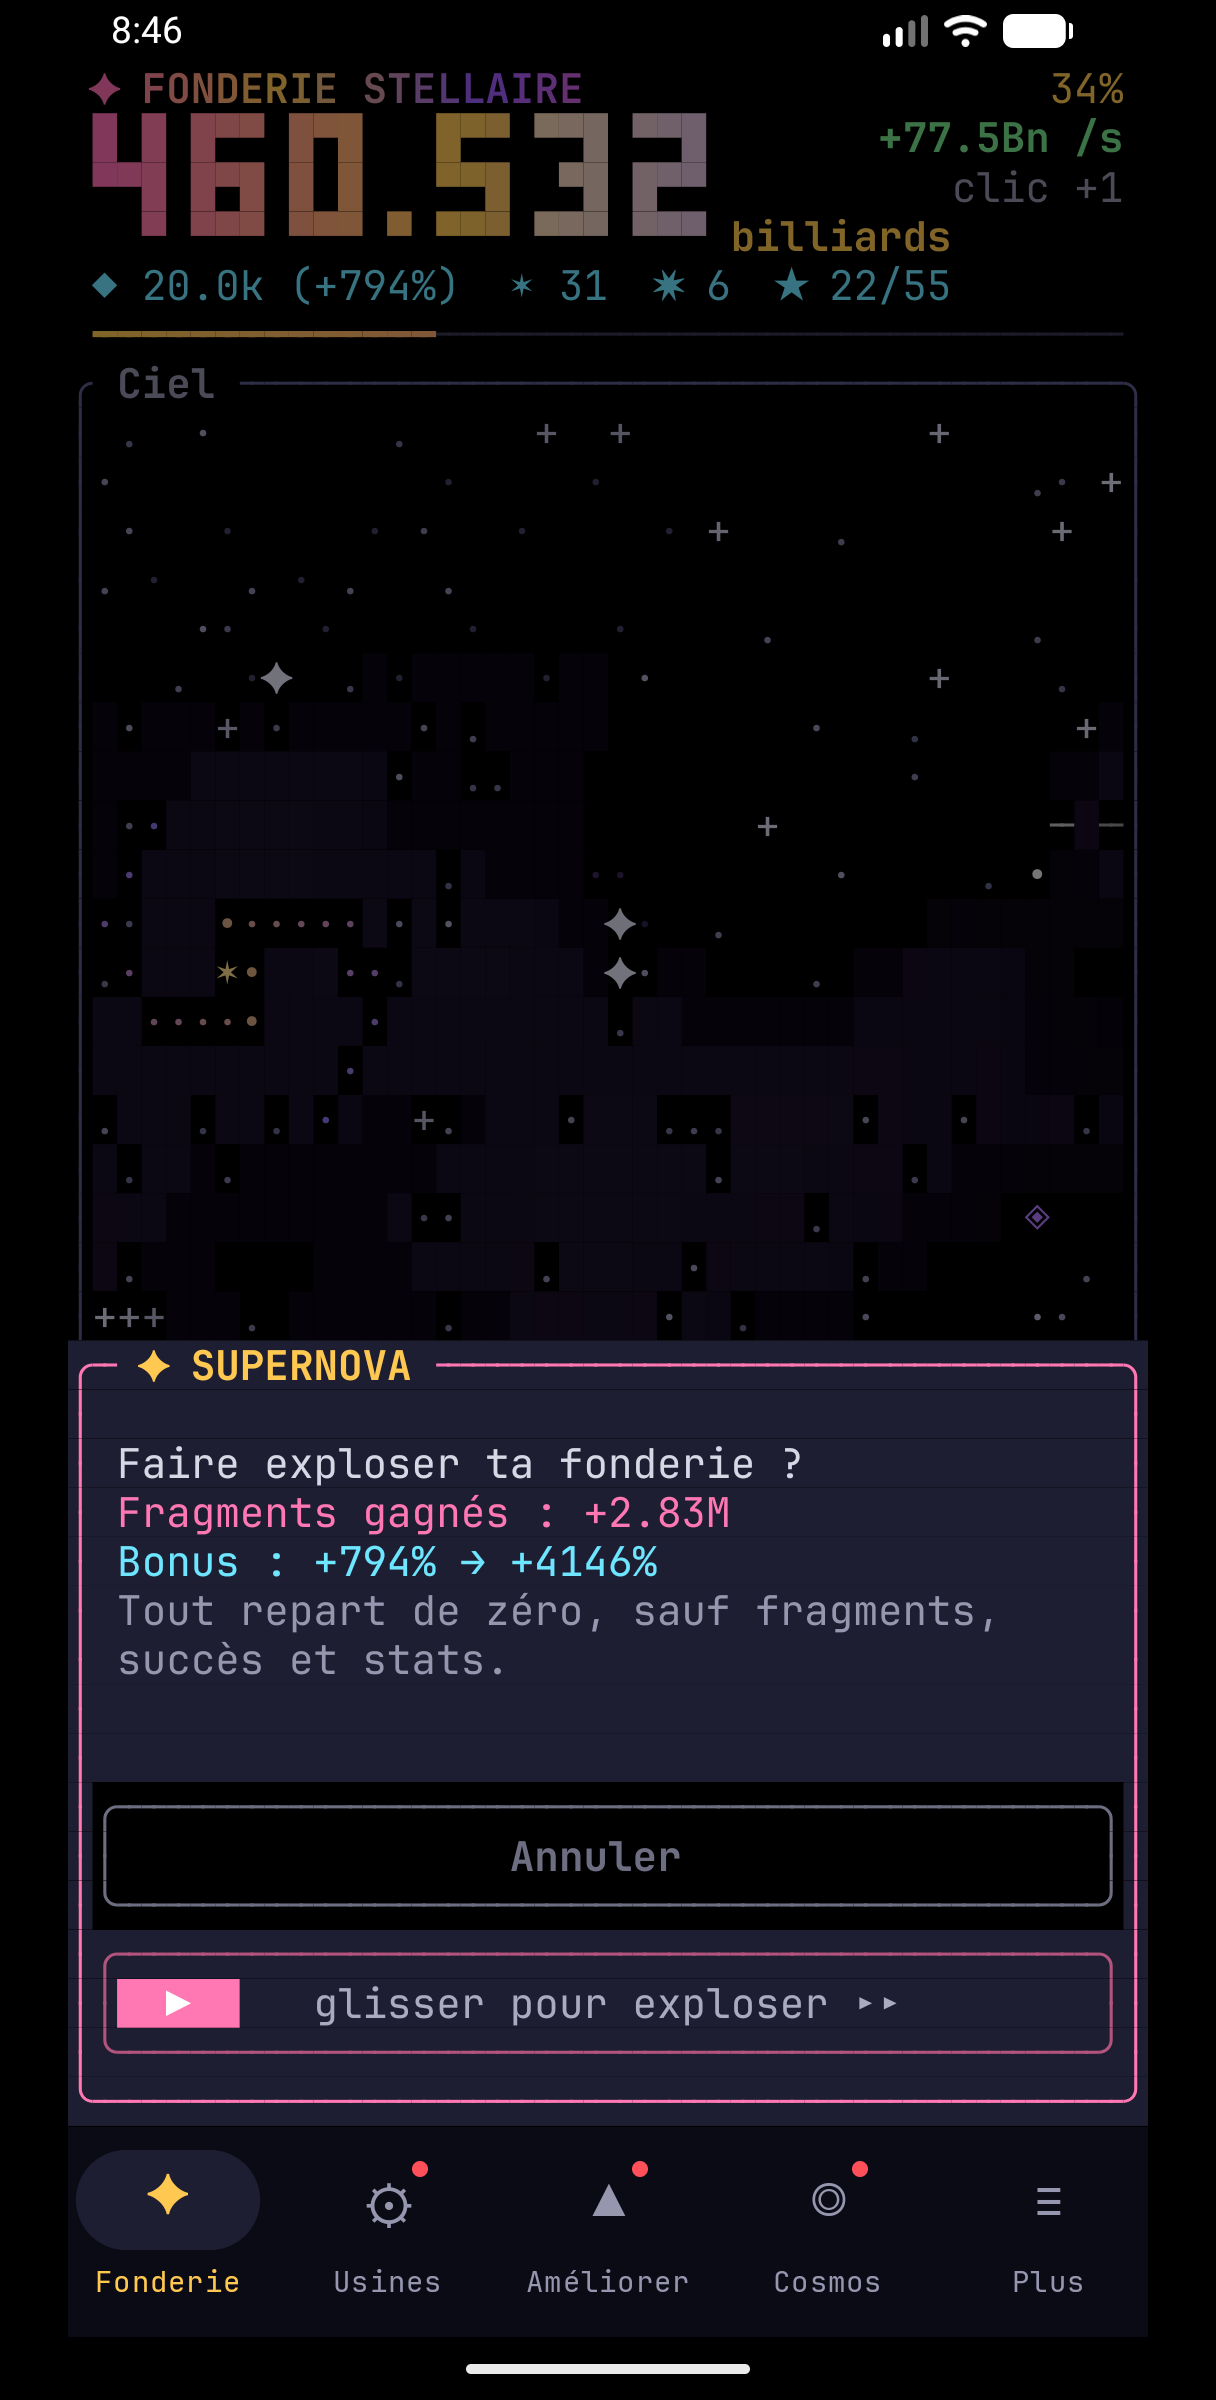 8:46
✦ FONDERIE STELLAIRE 34%
460.532 billiards
+77.5Bn /s
clic +1
◆ 20.0k (+794%) ✶ 31 ✷ 6 ★ 22/55
Ciel
✦ SUPERNOVA
Faire exploser ta fonderie ?
Fragments gagnés : +2.83M
Bonus : +794% → +4146%
Tout repart de zéro, sauf fragments,
succès et stats.
Annuler
▶ glisser pour exploser ▸▸
Fonderie Usines Améliorer Cosmos Plus